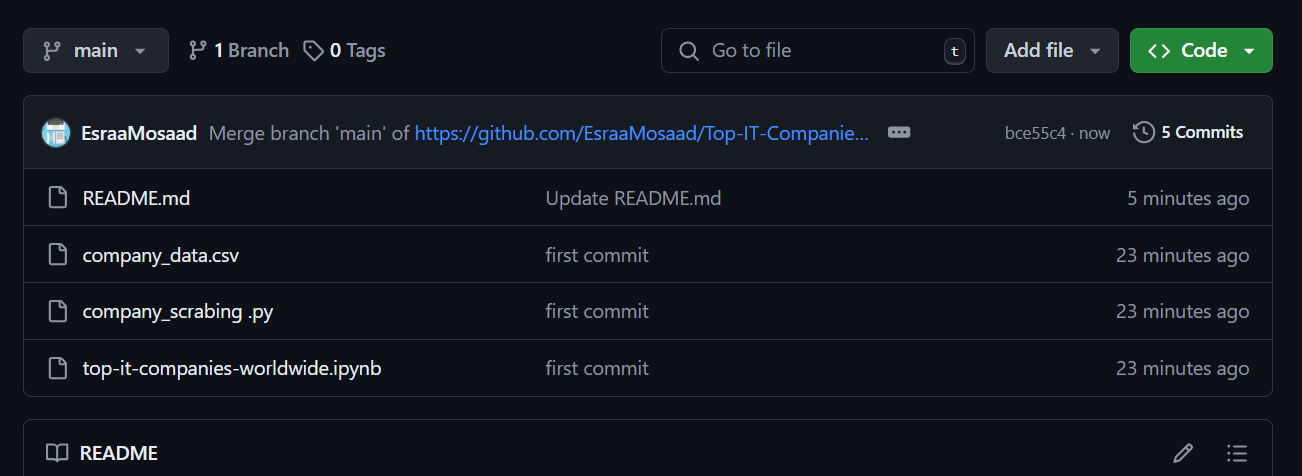 main 1 Branch 0 Tags Go to file t Add file Code
EsraaMosaad Merge branch 'main' of https://github.com/EsraaMosaad/Top-IT-Companie... bce55c4 · now 5 Commits
README.md Update README.md 5 minutes ago
company_data.csv first commit 23 minutes ago
company_scrabing .py first commit 23 minutes ago
top-it-companies-worldwide.ipynb first commit 23 minutes ago
README